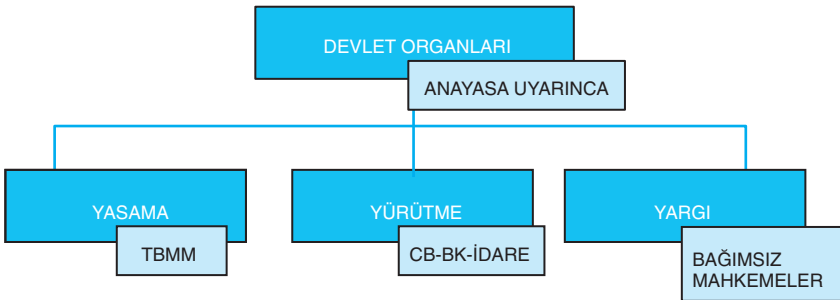 DEVLET ORGANLARI
ANAYASA UYARINCA
YASAMA
TBMM
YÜRÜTME
CB-BK-İDARE
YARGI
BAĞIMSIZ
MAHKEMELER